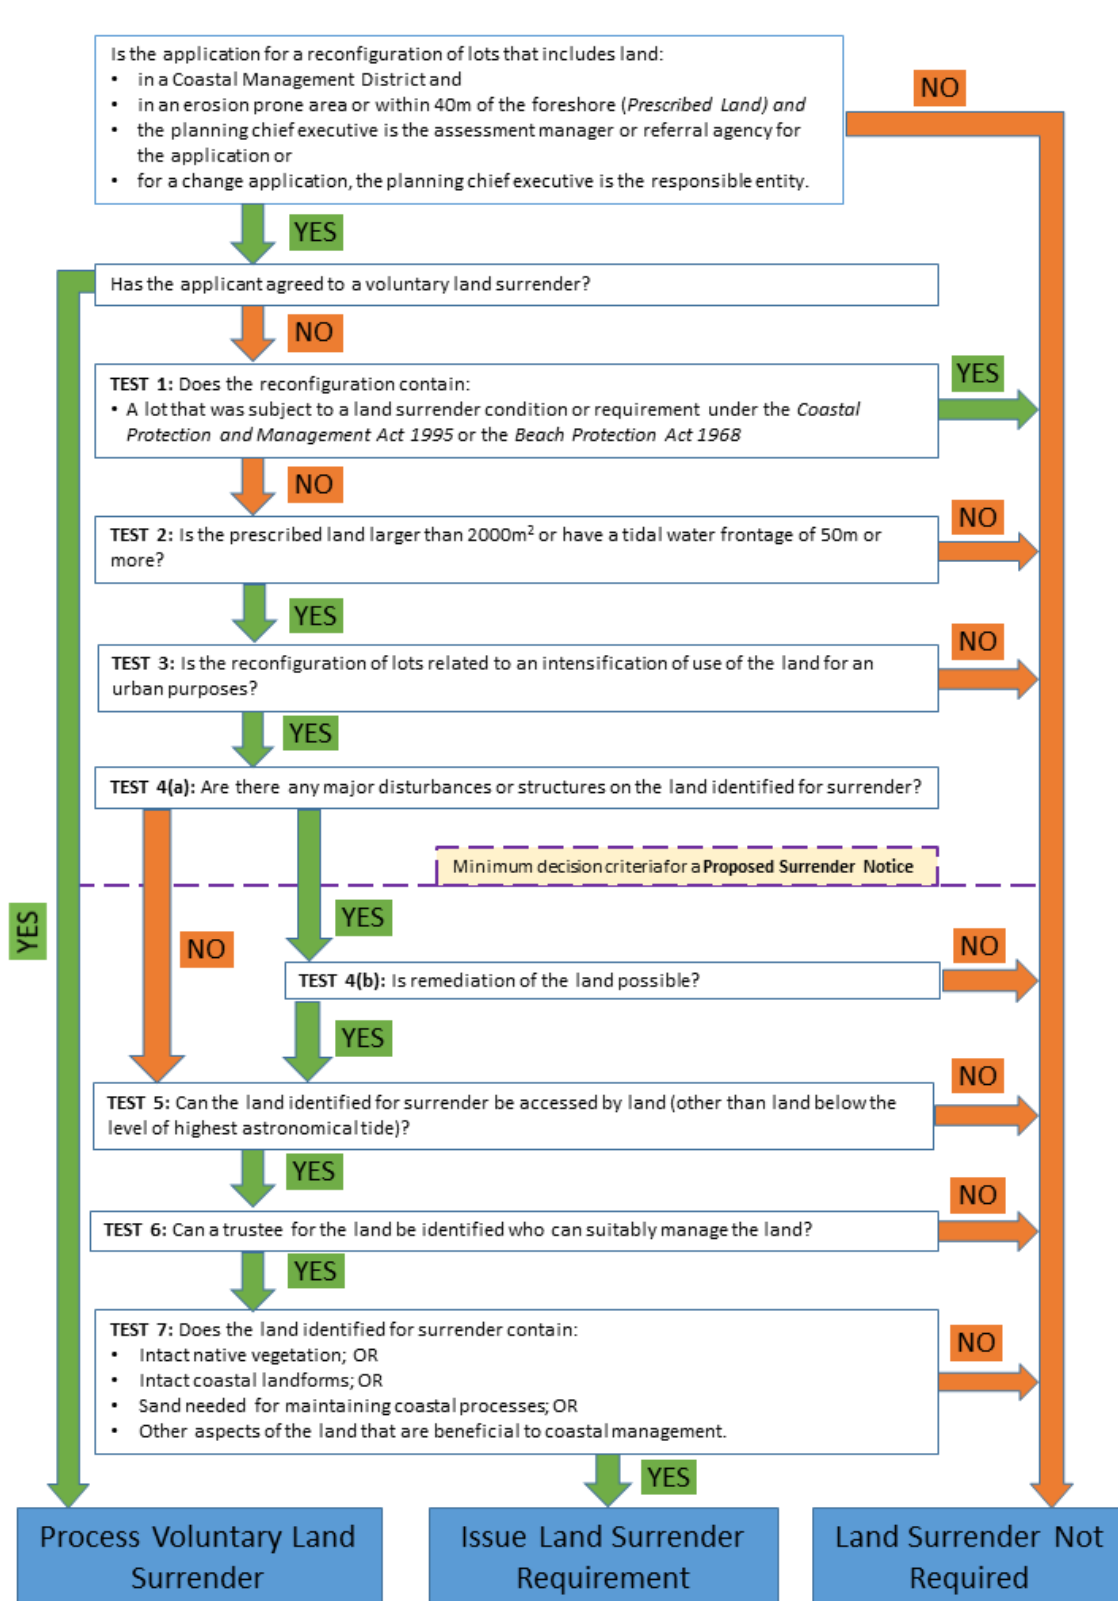 Is the application for a reconfiguration of lots that includes land:
• in a Coastal Management District and
• in an erosion prone area or within 40m of the foreshore (Prescribed Land) and
• the planning chief executive is the assessment manager or referral agency for
the application or
• for a change application, the planning chief executive is the responsible entity.
NO
YES
Has the applicant agreed to a voluntary land surrender?
NO
TEST 1: Does the reconfiguration contain:
• A lot that was subject to a land surrender condition or requirement under the Coastal
Protection and Management Act 1995 or the Beach Protection Act 1968
YES
NO
TEST 2: Is the prescribed land larger than 2000m² or have a tidal water frontage of 50m or
more?
NO
YES
TEST 3: Is the reconfiguration of lots related to an intensification of use of the land for an
urban purposes?
NO
YES
TEST 4(a): Are there any major disturbances or structures on the land identified for surrender?
Minimum decision criteria for a Proposed Surrender Notice
YES
YES
NO
TEST 4(b): Is remediation of the land possible?
NO
YES
TEST 5: Can the land identified for surrender be accessed by land (other than land below the
level of highest astronomical tide)?
NO
YES
TEST 6: Can a trustee for the land be identified who can suitably manage the land?
NO
YES
TEST 7: Does the land identified for surrender contain:
• Intact native vegetation; OR
• Intact coastal landforms; OR
• Sand needed for maintaining coastal processes; OR
• Other aspects of the land that are beneficial to coastal management.
NO
YES
Process Voluntary Land
Surrender
Issue Land Surrender
Requirement
Land Surrender Not
Required